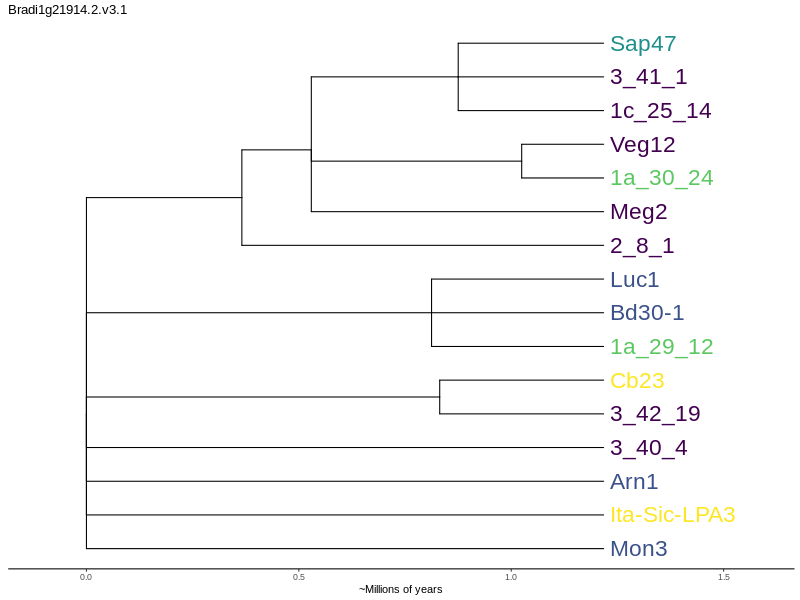 Bradi1g21914.2.v3.1
Sap47
3_41_1
1c_25_14
Veg12
1a_30_24
Meg2
2_8_1
Luc1
Bd30-1
1a_29_12
Cb23
3_42_19
3_40_4
Arn1
Ita-Sic-LPA3
Mon3
0.0 0.5 1.0 1.5
~Millions of years